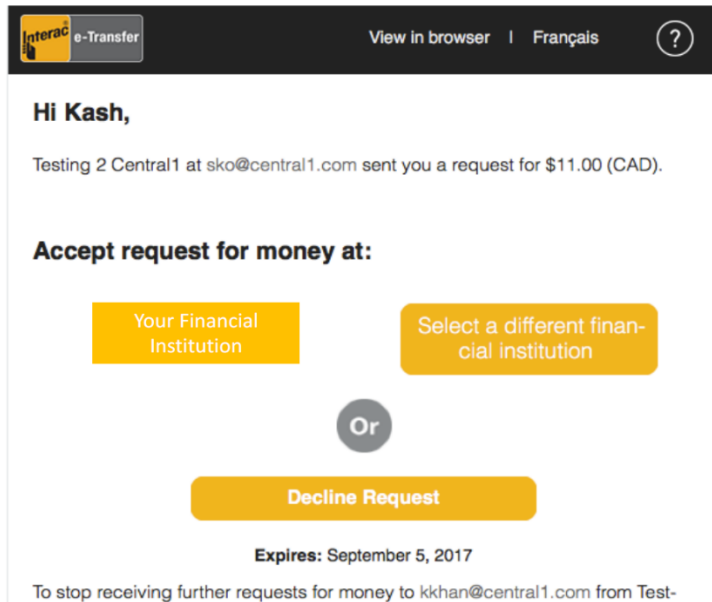 Interac® e-Transfer
View in browser | Français ?
Hi Kash,
Testing 2 Central1 at sko@central1.com sent you a request for $11.00 (CAD).
Accept request for money at:
Your Financial
Institution
Select a different finan-
cial institution
Or
Decline Request
Expires: September 5, 2017
To stop receiving further requests for money to kkhan@central1.com from Test-